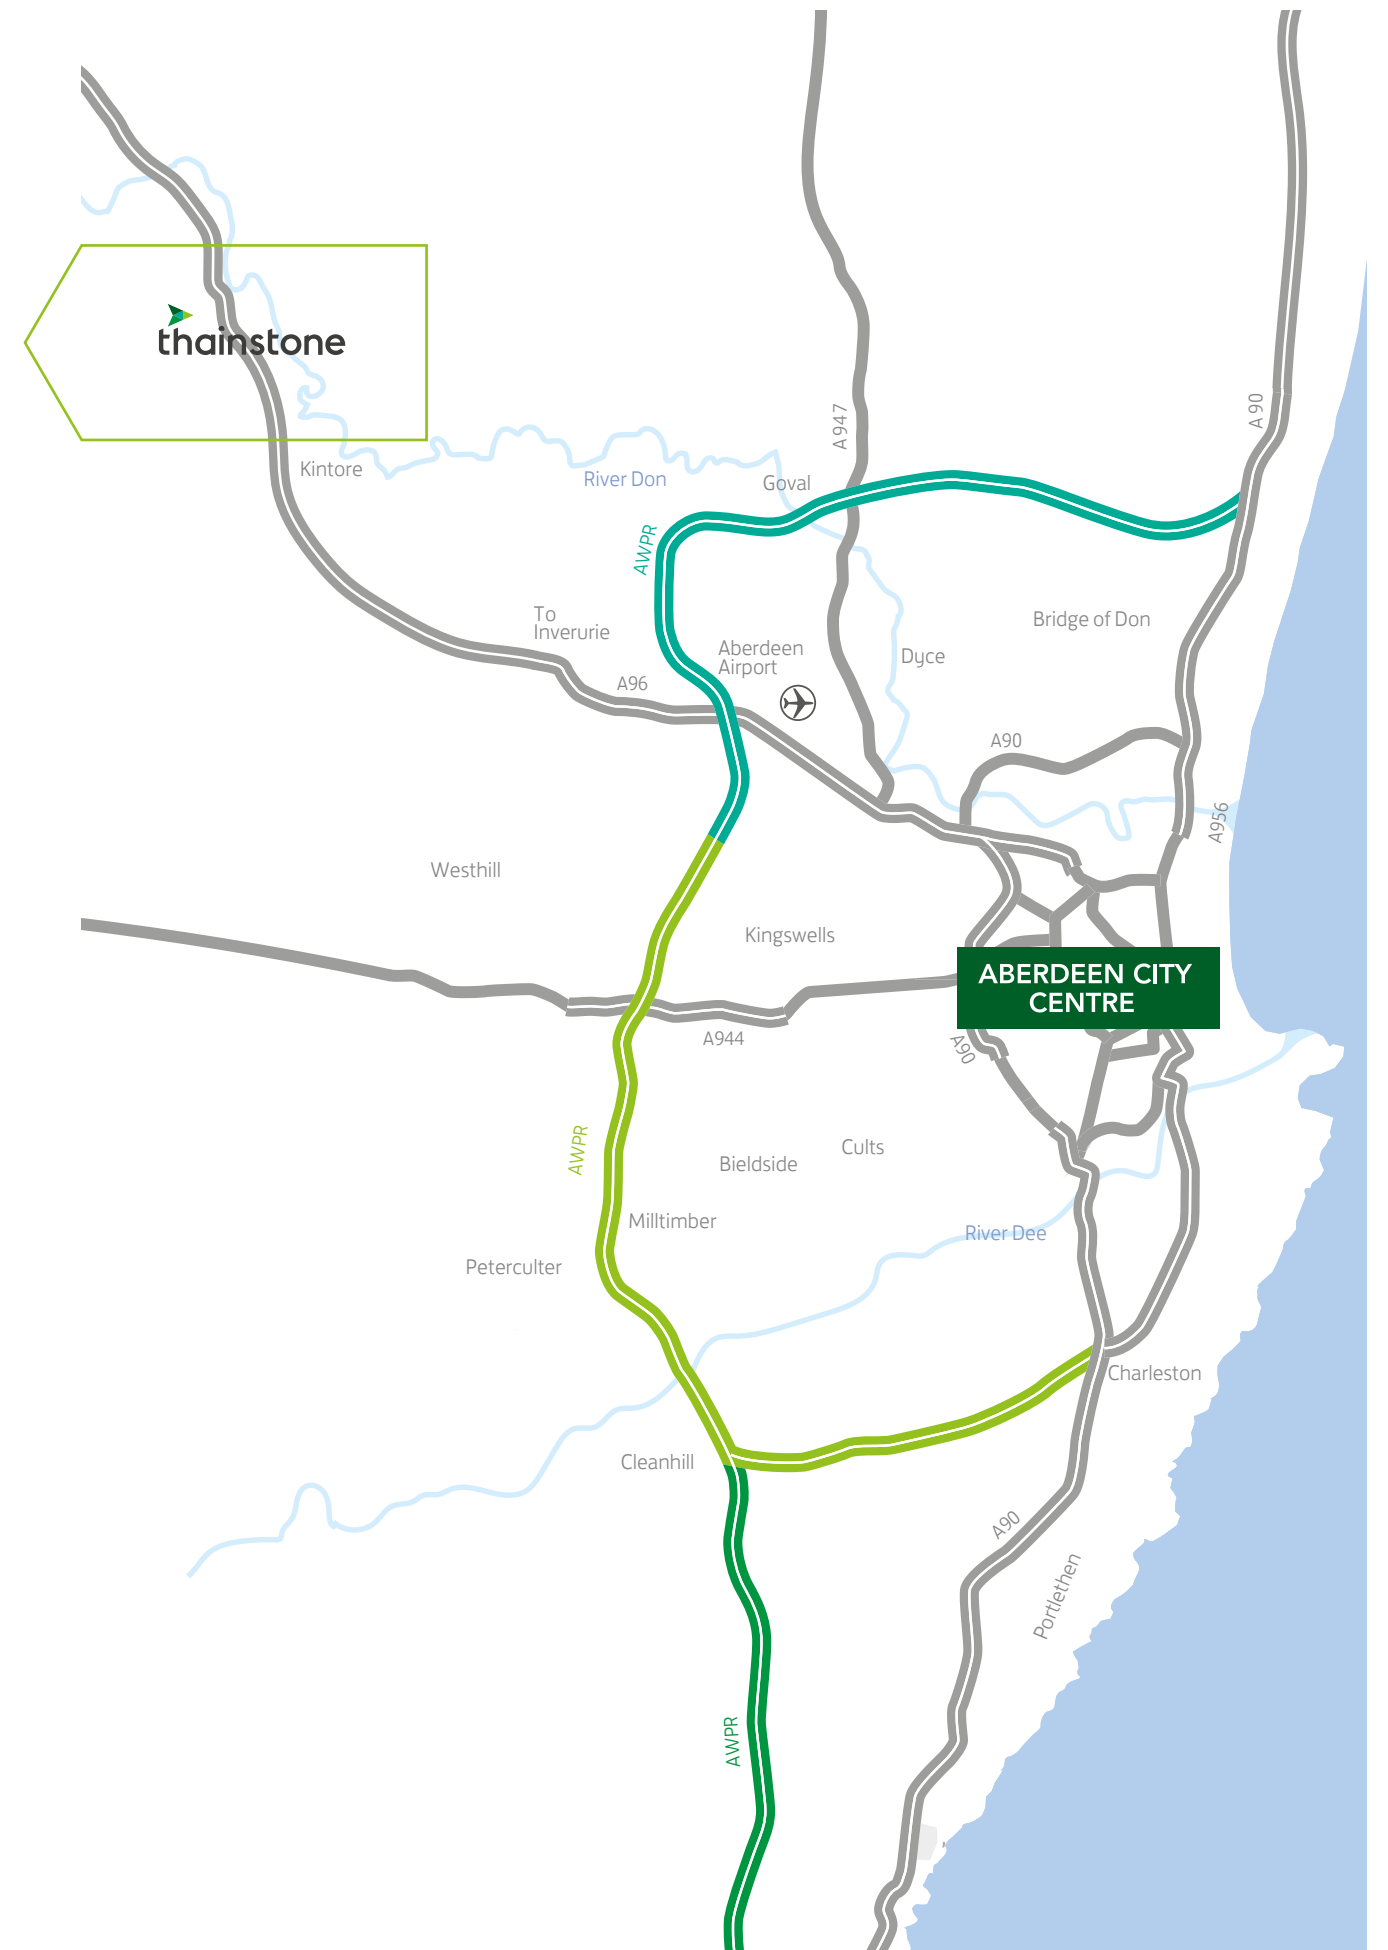 thainstone
A947
A 90
Kintore
River Don
Goval
AWPR
To
Inverurie
Bridge of Don
Aberdeen
Airport
Dyce
A96
A90
A956
Westhill
Kingswells
ABERDEEN CITY
CENTRE
A944
A90
AWPR
Cults
Bieldside
Milltimber
River Dee
Peterculter
Charleston
Cleanhill
A90
Portlethen
AWPR